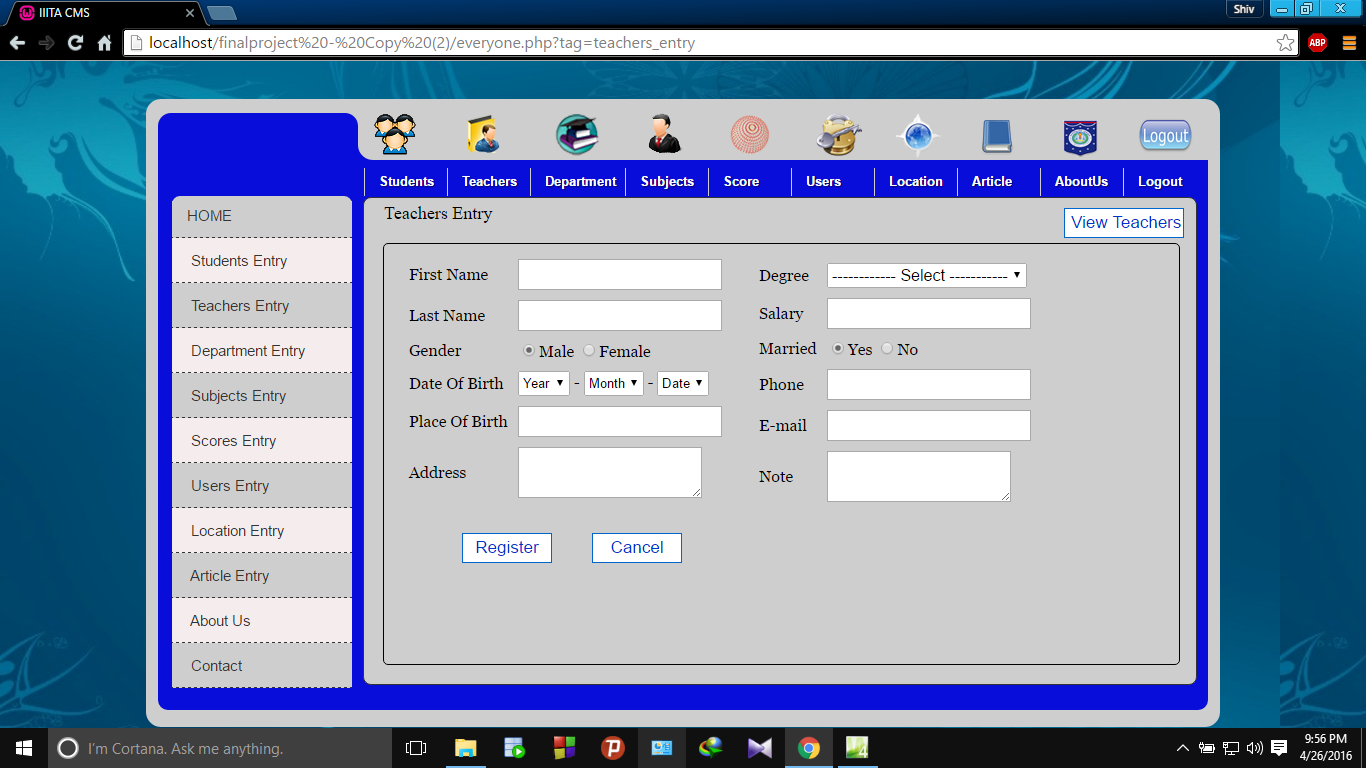 IIITA CMS
Shiv
localhost/finalproject%20-%20Copy%20(2)/everyone.php?tag=teachers_entry
ABP
Logout
Students Teachers Department Subjects Score Users Location Article AboutUs Logout
HOME
Students Entry
Teachers Entry
Department Entry
Subjects Entry
Scores Entry
Users Entry
Location Entry
Article Entry
About Us
Contact
Teachers Entry
View Teachers
First Name
Last Name
Gender Male Female
Date Of Birth Year - Month - Date
Place Of Birth
Address
Degree ------------ Select -----------
Salary
Married Yes No
Phone
E-mail
Note
Register Cancel
I'm Cortana. Ask me anything.
9:56 PM
4/26/2016